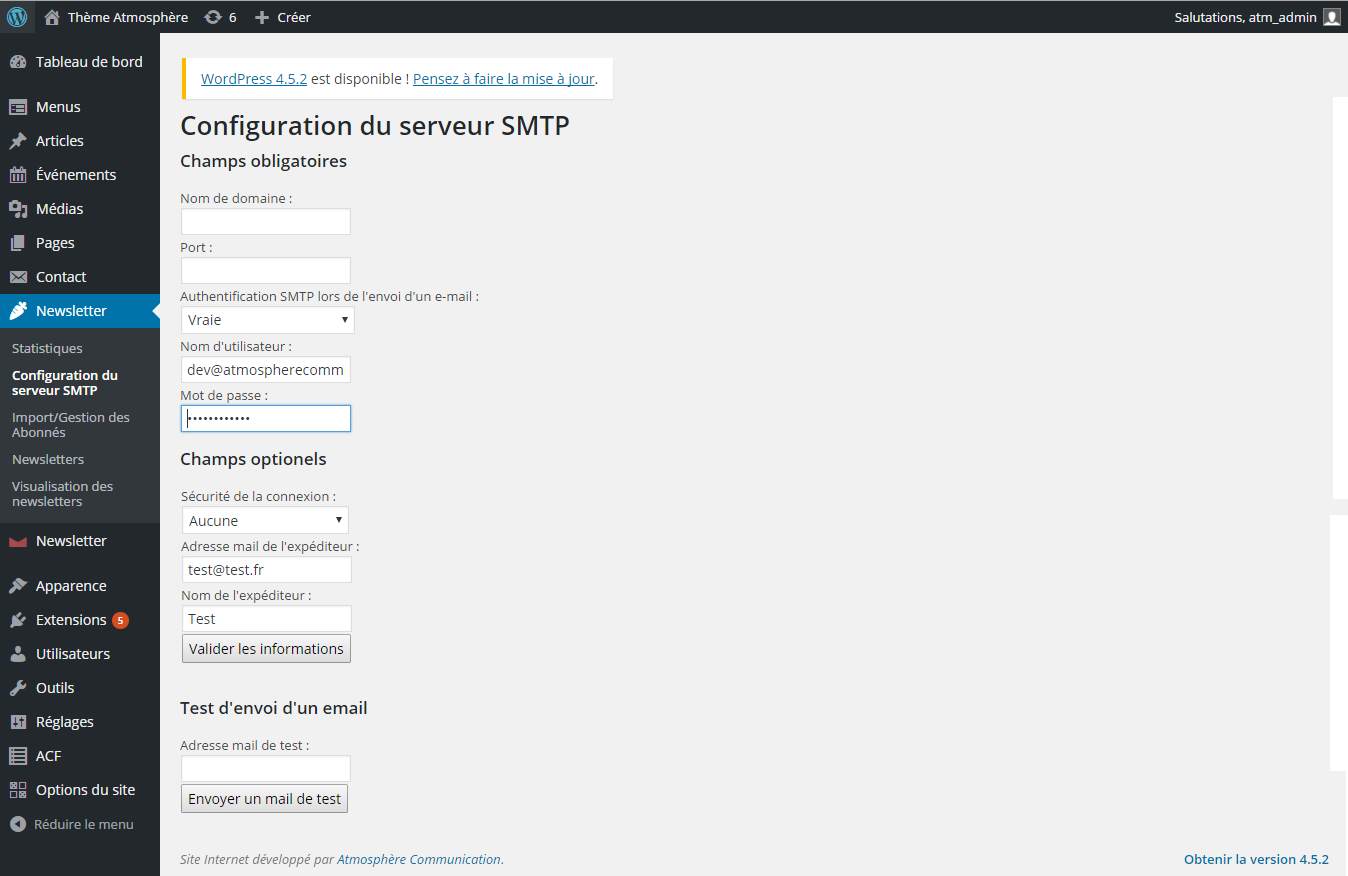 Thème Atmosphère 6 Créer Salutations, atm_admin
Tableau de bord
Menus
Articles
Événements
Médias
Pages
Contact
Newsletter
Statistiques
Configuration du
serveur SMTP
Import/Gestion des
Abonnés
Newsletters
Visualisation des
newsletters
Newsletter
Apparence
Extensions 5
Utilisateurs
Outils
Réglages
ACF
Options du site
Réduire le menu
WordPress 4.5.2 est disponible ! Pensez à faire la mise à jour.
Configuration du serveur SMTP
Champs obligatoires
Nom de domaine :
Port :
Authentification SMTP lors de l'envoi d'un e-mail :
Vraie
Nom d'utilisateur :
dev@atmospherecomm
Mot de passe :
••••••••••••
Champs optionels
Sécurité de la connexion :
Aucune
Adresse mail de l'expéditeur :
test@test.fr
Nom de l'expéditeur :
Test
Valider les informations
Test d'envoi d'un email
Adresse mail de test :
Envoyer un mail de test
Site Internet développé par Atmosphère Communication.
Obtenir la version 4.5.2